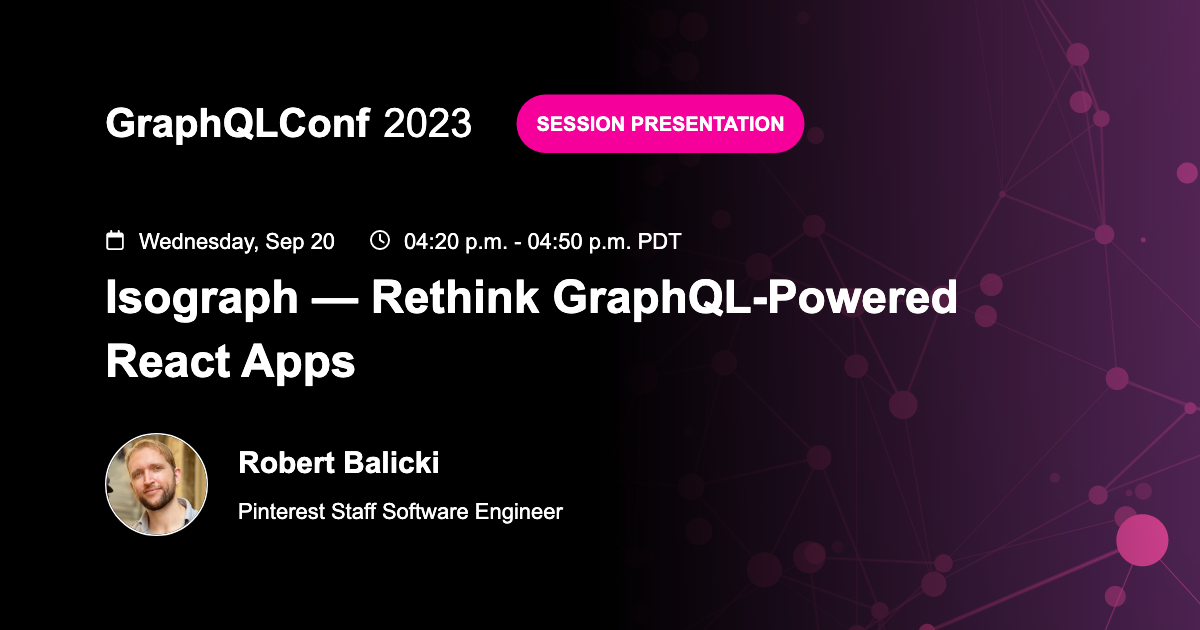 GraphQLConf 2023
SESSION PRESENTATION
Wednesday, Sep 20
04:20 p.m. - 04:50 p.m. PDT
Isograph — Rethink GraphQL-Powered
React Apps
Robert Balicki
Pinterest Staff Software Engineer